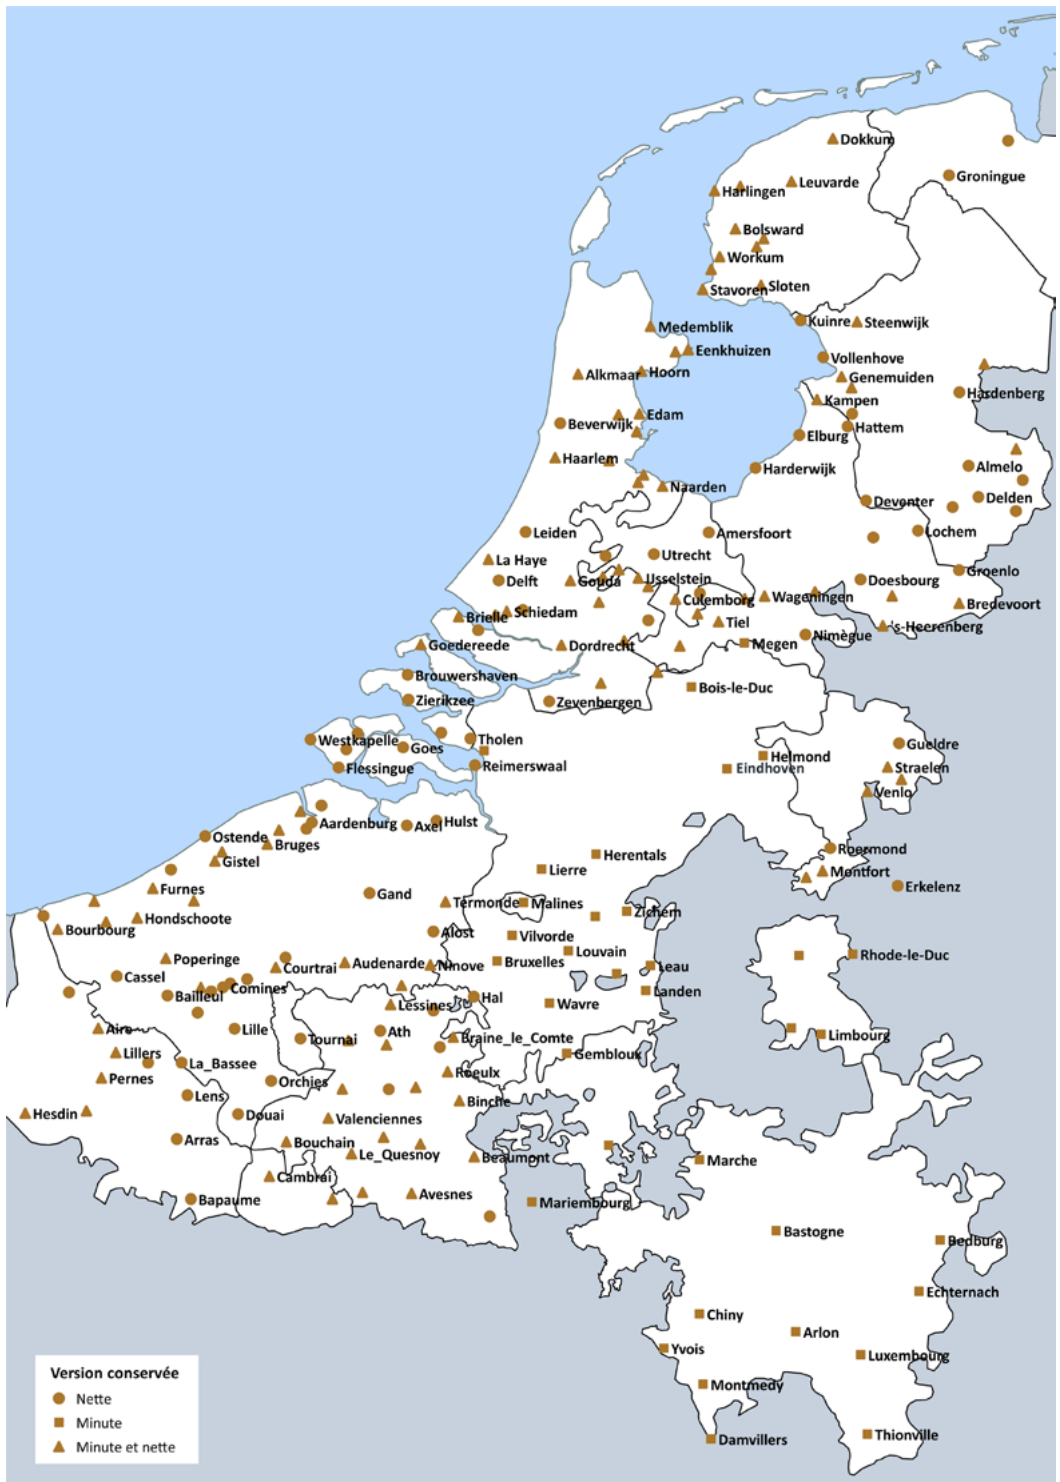 Dokkum
Groningue
Leuvarde
Harlingen
Bolsward
Workum
Stavoren
Sloten
Kuinre
Steenwijk
Medemblik
Eenkhuizen
Vollenhove
Hoorn
Alkmaar
Genemuiden
Hardenberg
Kampen
Edam
Beverwijk
Hattem
Elburg
Haarlem
Almelo
Harderwijk
Naarden
Delden
Devonter
Leiden
Amersfoort
Lochem
La Haye
Utrecht
Groenlo
Delft
Gouda
IJsselstein
Doesbourg
Culemborg
Wageningen
Bredevoort
Schiedam
Brielle
Tiel
's-Heerenberg
Nimègue
Goedereede
Dordrecht
Megen
Brouwershaven
Bois-le-Duc
Zierikzee
Zevenbergen
Westkapelle
Tholen
Goes
Gueldre
Helmond
Flessingue
Reimerswaal
Eindhoven
Straelen
Venlo
Aardenburg
Axel
Hulst
Ostende
Bruges
Roermond
Gistel
Herentals
Lierre
Montfort
Furnes
Gand
Erkelenz
Termonde
Malines
Zichem
Hondschoote
Bourbourg
Alost
Vilvorde
Louvain
Rhode-le-Duc
Poperinge
Courtrai
Audenarde
Ninove
Bruxelles
Leau
Cassel
Comines
Landen
Bailleul
Lessines
Hal
Wavre
Aire
Lille
Ath
Tournai
Braine_le_Comte
Limbourg
Lillers
Gembloux
La_Bassee
Pernes
Orchies
Roeulx
Lens
Binche
Hesdin
Douai
Valenciennes
Arras
Bouchain
Le_Quesnoy
Beaumont
Marche
Cambrai
Bapaume
Avesnes
Mariembourg
Bastogne
Bedburg
Echternach
Chiny
Arlon
Yvois
Luxembourg
Montmedy
Damvillers
Thionville
Version conservée
Nette
Minute
Minute et nette